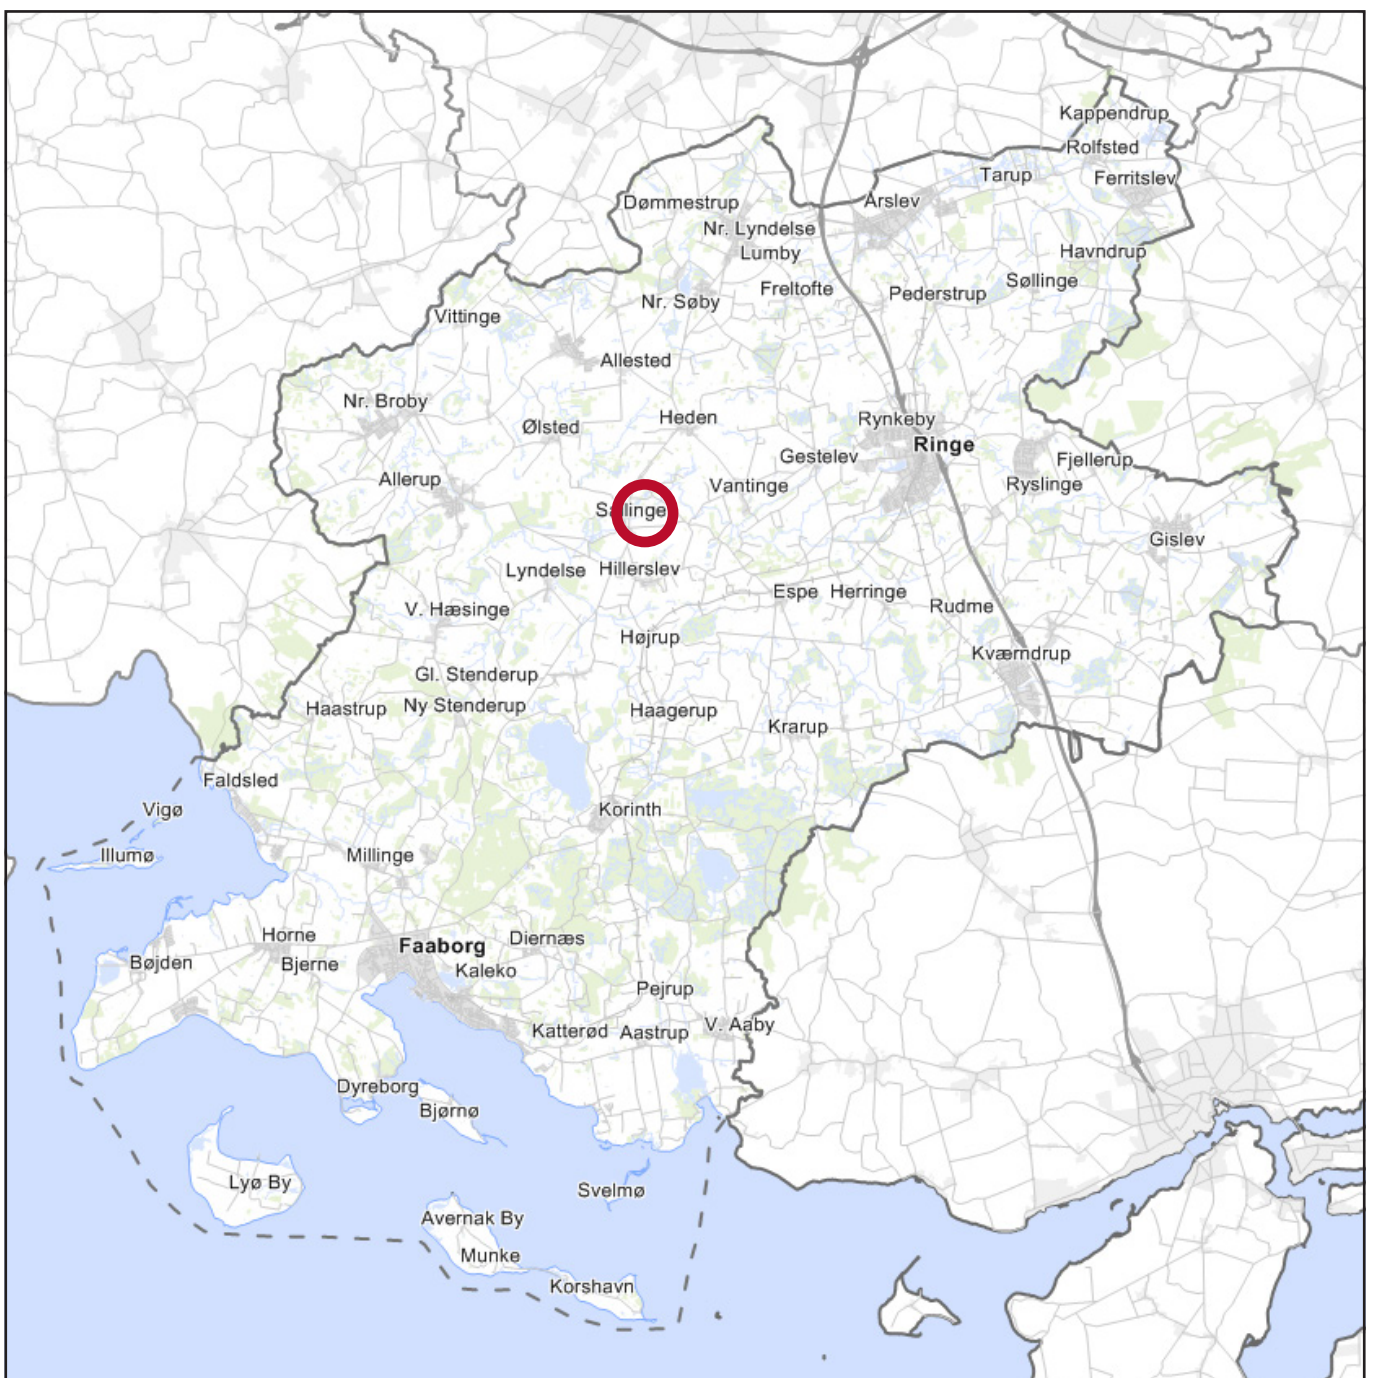 Kappendrup
Rolfsted
Tarup
Ferritslev
Dømmestrup
Årslev
Nr. Lyndelse
Lumby
Havndrup
Søllinge
Freltofte
Pederstrup
Nr. Søby
Vittinge
Allested
Nr. Broby
Heden
Rynkeby
Ølsted
Ringe
Gestelev
Fjellerup
Allerup
Vantinge
Ryslinge
Sallinge
Gislev
Lyndelse
Hillerslev
Espe
Herringe
Rudme
V. Hæsinge
Højrup
Kværndrup
Gl. Stenderup
Haastrup
Ny Stenderup
Haagerup
Krarup
Faldsled
Vigø
Korinth
Illumø
Millinge
Horne
Faaborg
Diernæs
Bøjden
Bjerne
Kaleko
Pejrup
Katterød
Aastrup
V. Aaby
Dyreborg
Bjørnø
Lyø By
Svelmø
Avernak By
Munke
Korshavn